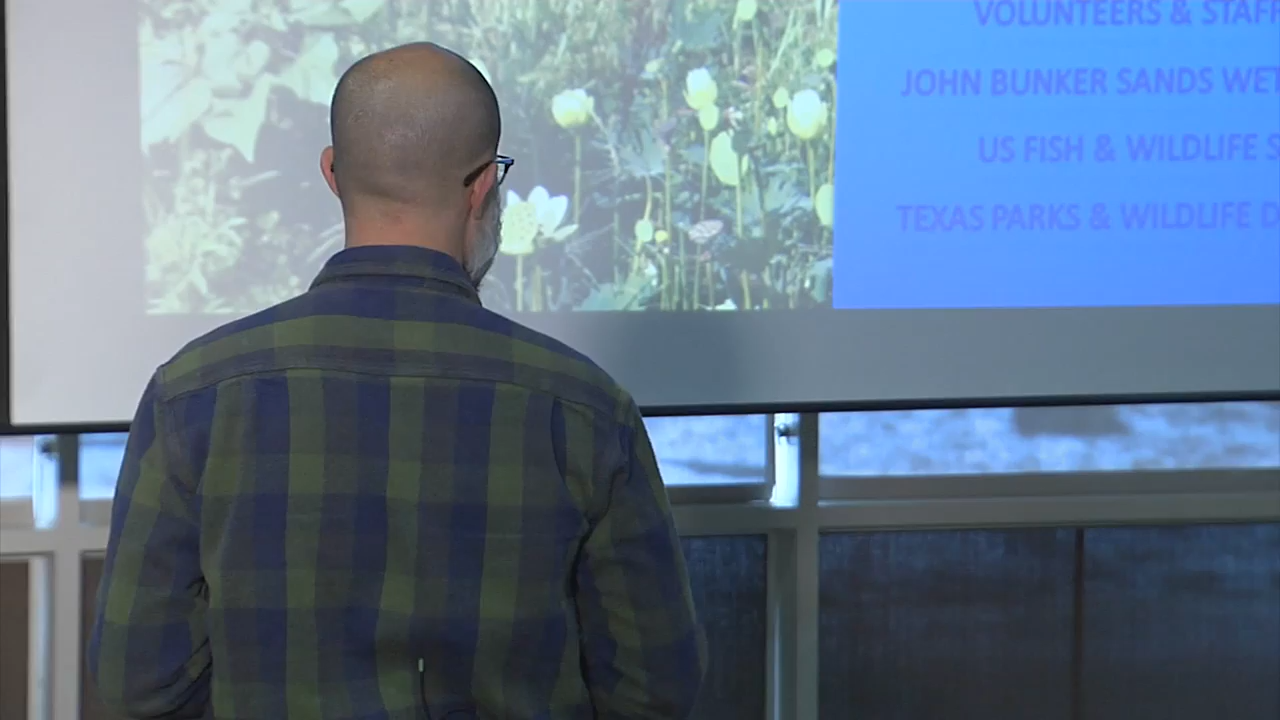 VOLUNTEERS & STAFF
JOHN BUNKER SANDS WET
US FISH & WILDLIFE S
TEXAS PARKS & WILDLIFE D